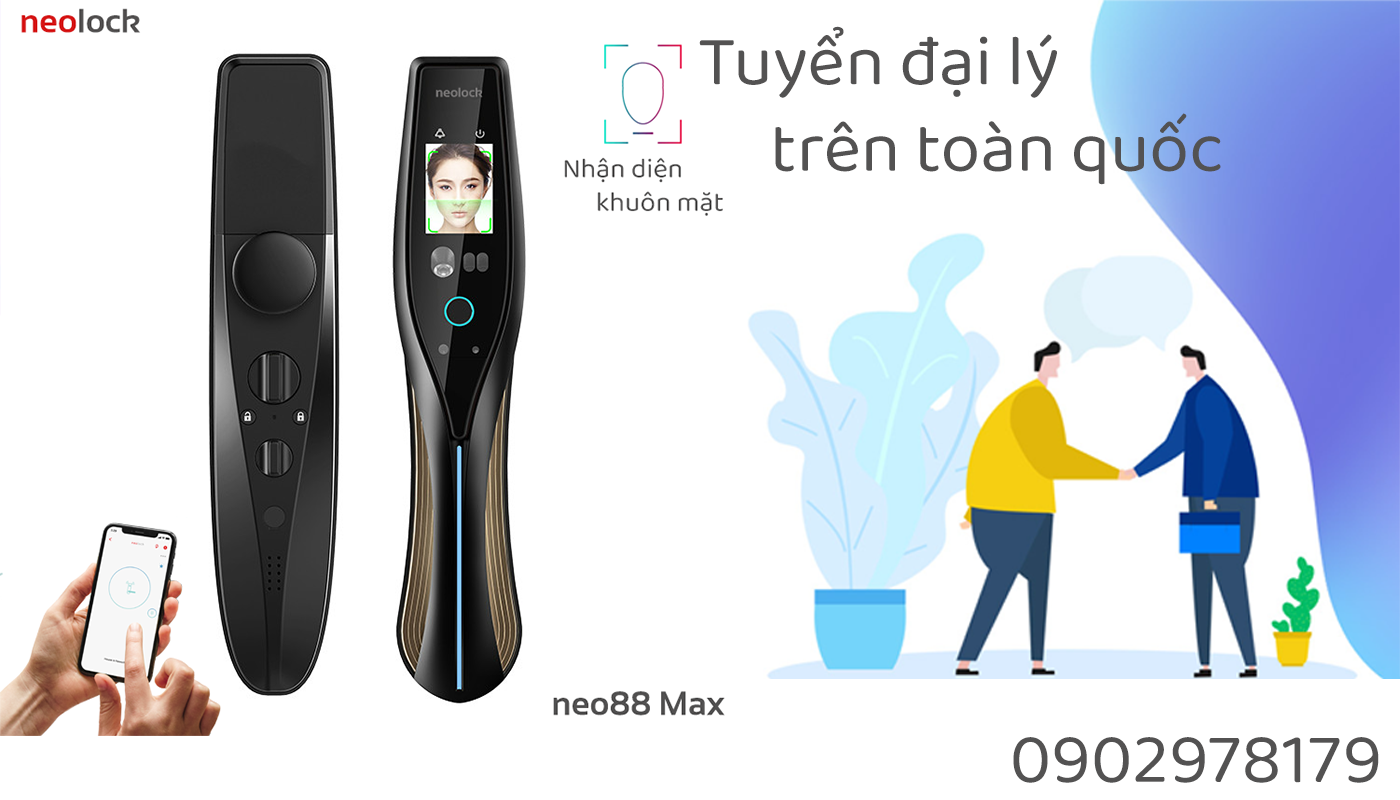 neolock
Tuyển đại lý
trên toàn quốc
neolock
Nhận diện
khuôn mặt
neo88 Max
0902978179